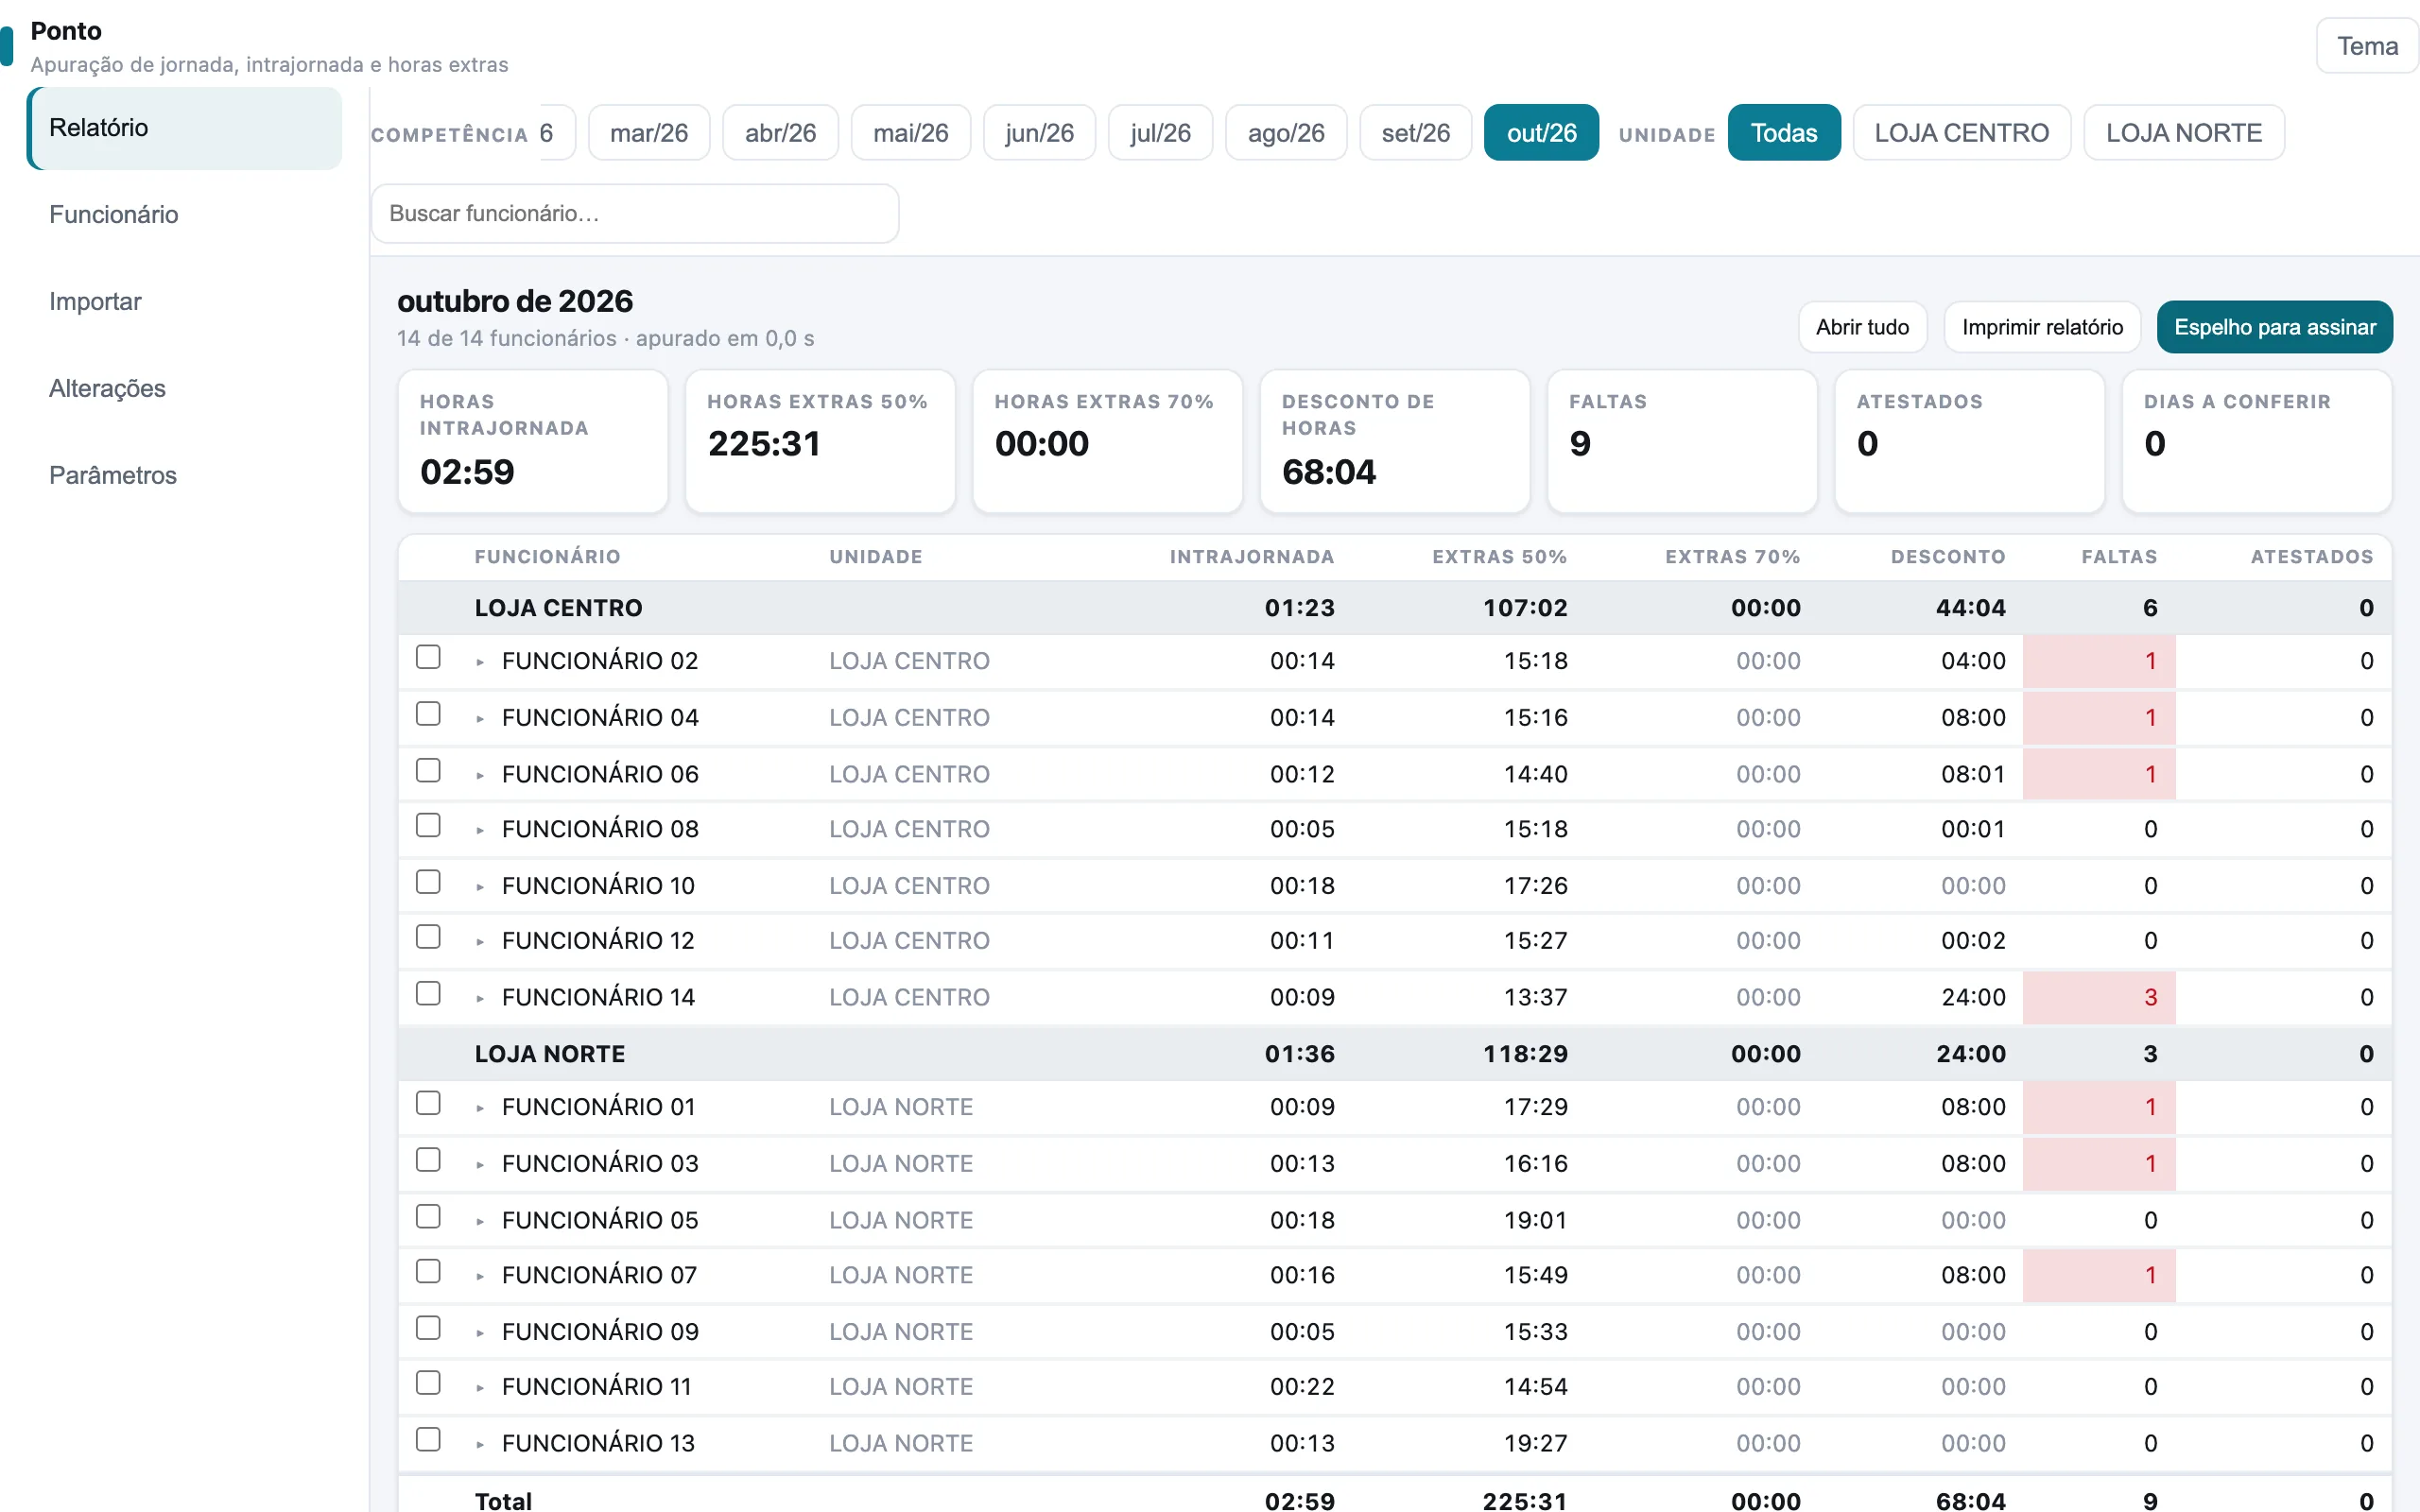 Ponto
Apuração de jornada, intrajornada e horas extras
Tema
Relatório
Funcionário
Importar
Alterações
Parâmetros
COMPETÊNCIA 6 mar/26 abr/26 mai/26 jun/26 jul/26 ago/26 set/26 out/26 UNIDADE Todas LOJA CENTRO LOJA NORTE
Buscar funcionário…
outubro de 2026
14 de 14 funcionários · apurado em 0,0 s
Abrir tudo Imprimir relatório Espelho para assinar
HORAS INTRAJORNADA
02:59
HORAS EXTRAS 50%
225:31
HORAS EXTRAS 70%
00:00
DESCONTO DE HORAS
68:04
FALTAS
9
ATESTADOS
0
DIAS A CONFERIR
0
FUNCIONÁRIO UNIDADE INTRAJORNADA EXTRAS 50% EXTRAS 70% DESCONTO FALTAS ATESTADOS
LOJA CENTRO 01:23 107:02 00:00 44:04 6 0
FUNCIONÁRIO 02 LOJA CENTRO 00:14 15:18 00:00 04:00 1 0
FUNCIONÁRIO 04 LOJA CENTRO 00:14 15:16 00:00 08:00 1 0
FUNCIONÁRIO 06 LOJA CENTRO 00:12 14:40 00:00 08:01 1 0
FUNCIONÁRIO 08 LOJA CENTRO 00:05 15:18 00:00 00:01 0 0
FUNCIONÁRIO 10 LOJA CENTRO 00:18 17:26 00:00 00:00 0 0
FUNCIONÁRIO 12 LOJA CENTRO 00:11 15:27 00:00 00:02 0 0
FUNCIONÁRIO 14 LOJA CENTRO 00:09 13:37 00:00 24:00 3 0
LOJA NORTE 01:36 118:29 00:00 24:00 3 0
FUNCIONÁRIO 01 LOJA NORTE 00:09 17:29 00:00 08:00 1 0
FUNCIONÁRIO 03 LOJA NORTE 00:13 16:16 00:00 08:00 1 0
FUNCIONÁRIO 05 LOJA NORTE 00:18 19:01 00:00 00:00 0 0
FUNCIONÁRIO 07 LOJA NORTE 00:16 15:49 00:00 08:00 1 0
FUNCIONÁRIO 09 LOJA NORTE 00:05 15:33 00:00 00:00 0 0
FUNCIONÁRIO 11 LOJA NORTE 00:22 14:54 00:00 00:00 0 0
FUNCIONÁRIO 13 LOJA NORTE 00:13 19:27 00:00 00:00 0 0
Total 02:59 225:31 00:00 68:04 9 0